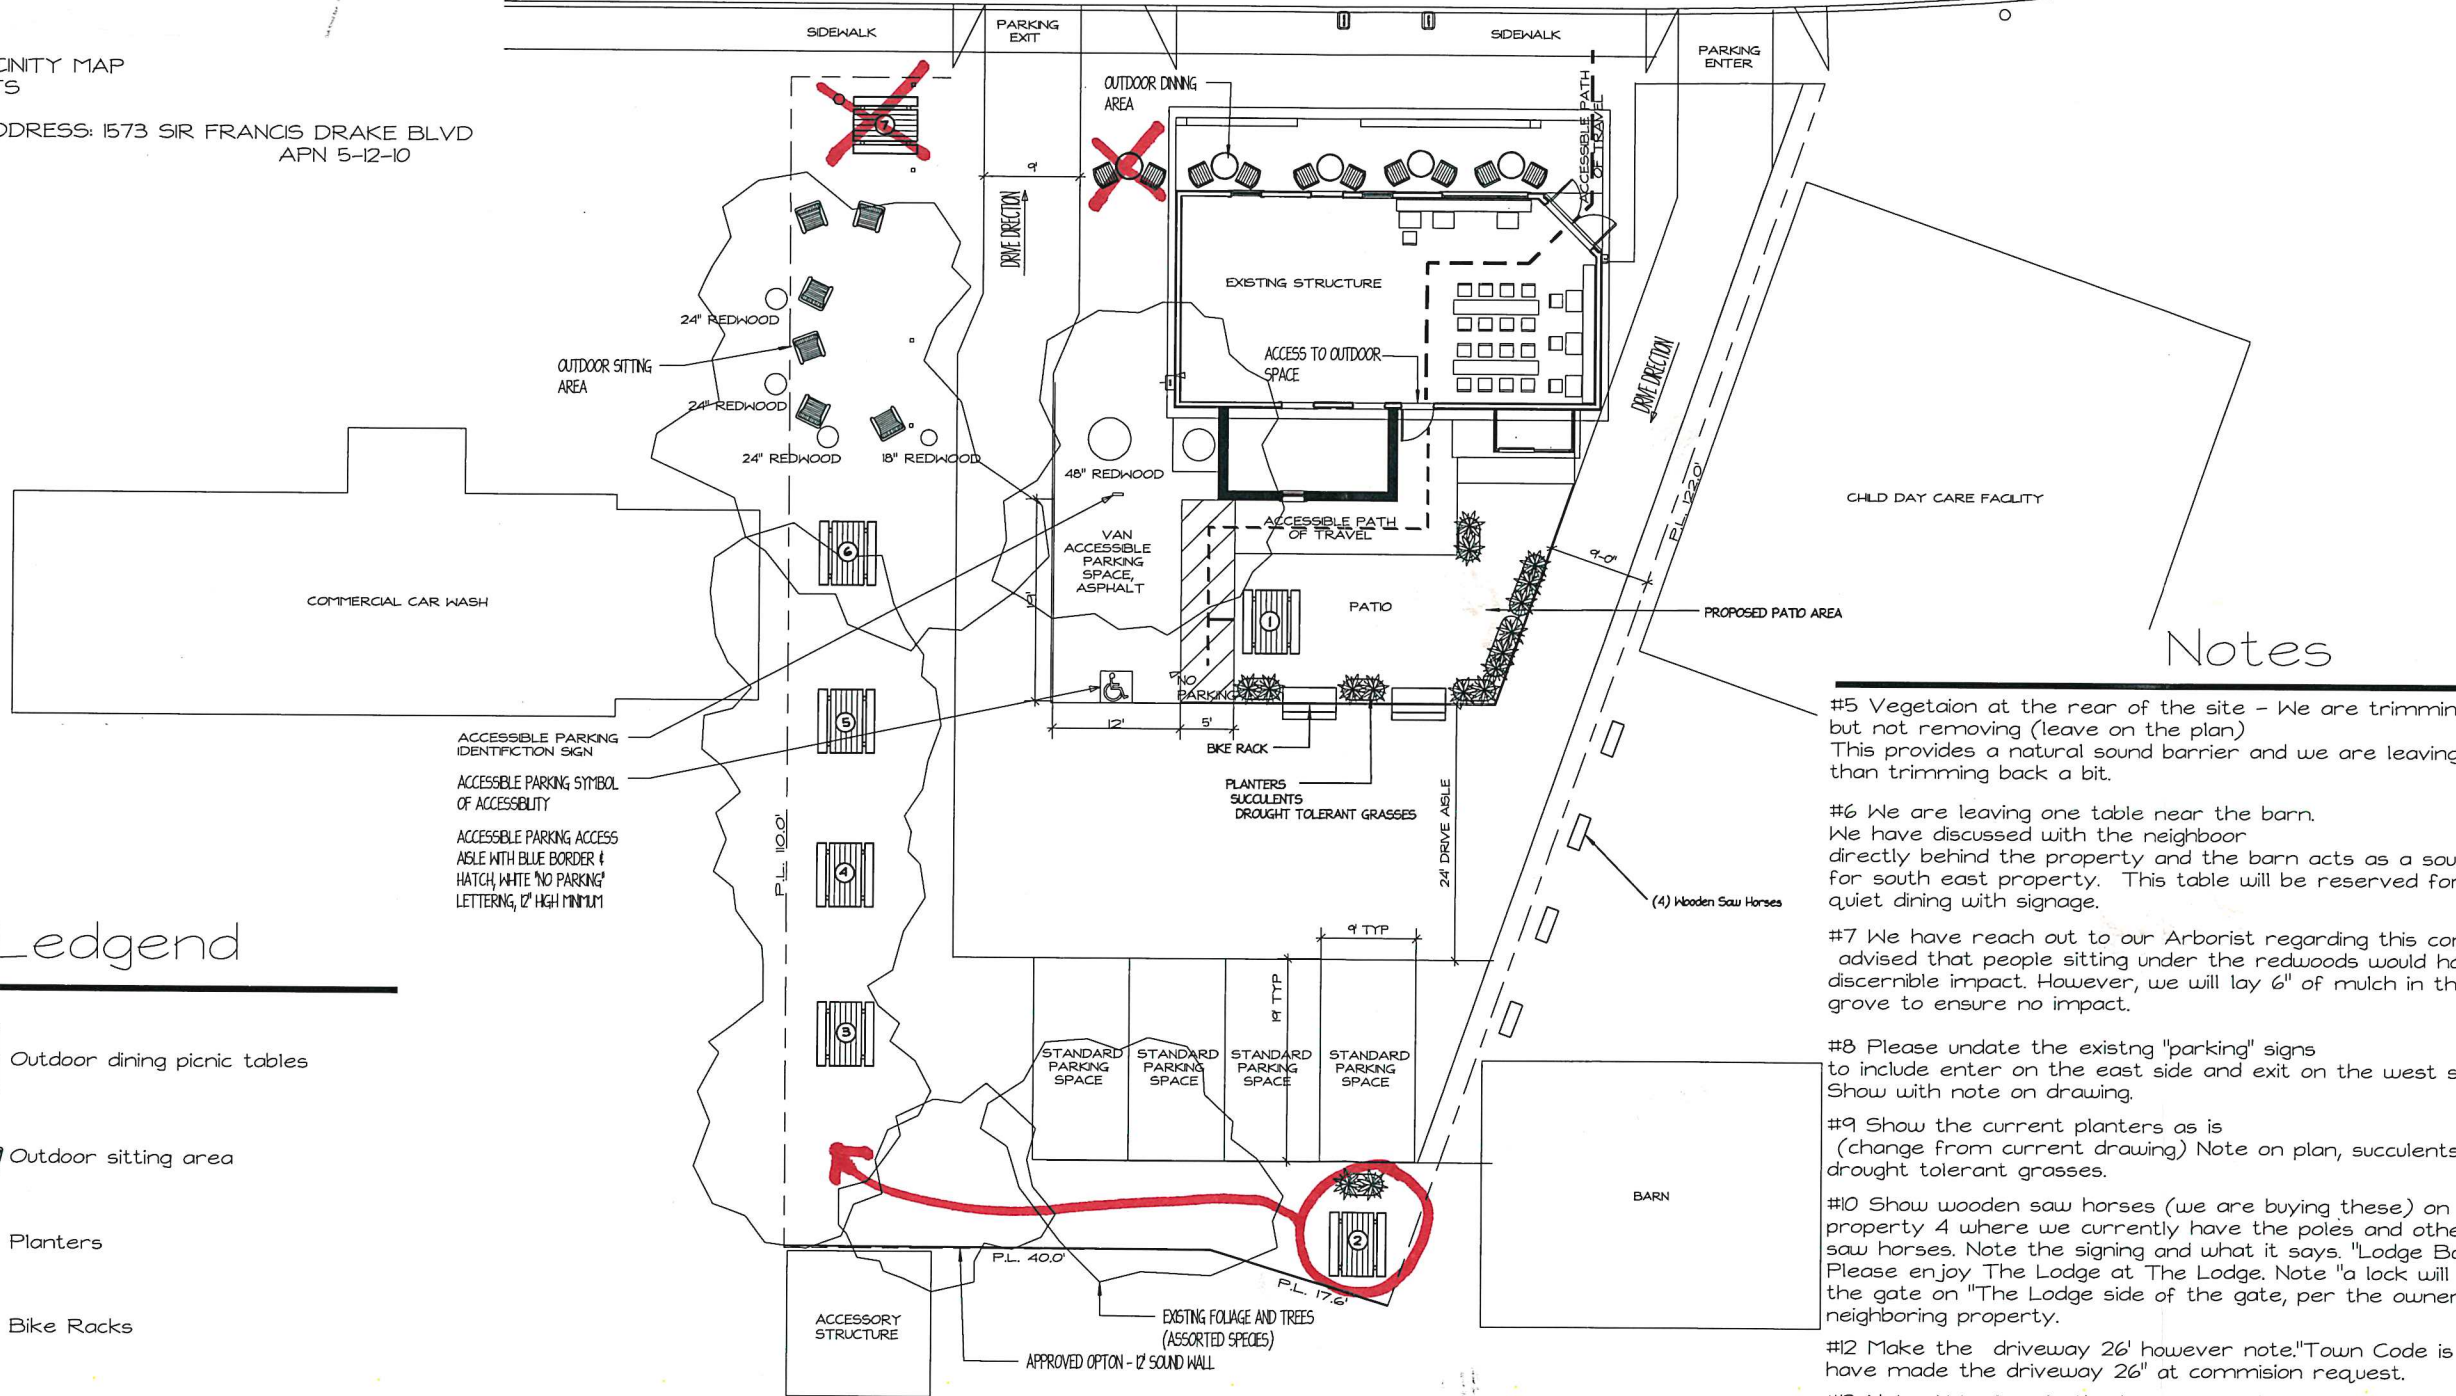 SIDEWALK
PARKING
EXIT
SIDEWALK
PARKING
ENTER
MAP
ADDRESS: 1573 SIR FRANCIS DRAKE BLVD
APN 5-12-10
7
OUTDOOR DINING
AREA
ACCESSIBLE PATH
OF TRAVEL
9'
DRIVE DIRECTION
EXISTING STRUCTURE
24" REDWOOD
OUTDOOR SITTING
AREA
ACCESS TO OUTDOOR
SPACE
DRIVE DIRECTION
24" REDWOOD
24" REDWOOD
18" REDWOOD
48" REDWOOD
P.L. 122.0'
CHILD DAY CARE FACILITY
ACCESSIBLE PATH
OF TRAVEL
VAN
ACCESSIBLE
PARKING
SPACE,
ASPHALT
6
9'-0"
COMMERCIAL CAR WASH
PATIO
1
PROPOSED PATIO AREA
NO
PARKING
5
12'
5'
ACCESSIBLE PARKING
IDENTIFICTION SIGN
BIKE RACK
ACCESSIBLE PARKING SYMBOL
OF ACCESSIBILITY
PLANTERS
SUCCULENTS
DROUGHT TOLERANT GRASSES
ACCESSIBLE PARKING ACCESS
AISLE WITH BLUE BORDER &
HATCH, WHITE "NO PARKING"
LETTERING, 12" HIGH MINIMUM
P.L. 110.0'
4
24' DRIVE AISLE
(4) Wooden Saw Horses
9' TYP
19' TYP
3
STANDARD
PARKING
SPACE
STANDARD
PARKING
SPACE
STANDARD
PARKING
SPACE
STANDARD
PARKING
SPACE
BARN
2
P.L. 40.0'
P.L. 17.6'
ACCESSORY
STRUCTURE
EXISTING FOLIAGE AND TREES
(ASSORTED SPECIES)
APPROVED OPTON - 12' SOUND WALL
Ledgend
Outdoor dining picnic tables
Outdoor sitting area
Planters
Bike Racks
Notes
#5 Vegetaion at the rear of the site - We are trimmin
but not removing (leave on the plan)
This provides a natural sound barrier and we are leaving
than trimming back a bit.
#6 We are leaving one table near the barn.
We have discussed with the neighboor
directly behind the property and the barn acts as a sou
for south east property. This table will be reserved for
quiet dining with signage.
#7 We have reach out to our Arborist regarding this co
advised that people sitting under the redwoods would ha
discernible impact. However, we will lay 6" of mulch in th
grove to ensure no impact.
#8 Please undate the existng "parking" signs
to include enter on the east side and exit on the west s
Show with note on drawing.
#9 Show the current planters as is
(change from current drawing) Note on plan, succulents
drought tolerant grasses.
#10 Show wooden saw horses (we are buying these) on
property 4 where we currently have the poles and othe
saw horses. Note the signing and what it says. "Lodge Ba
Please enjoy The Lodge at The Lodge. Note "a lock will
the gate on "The Lodge side of the gate, per the owner
neighboring property.
#12 Make the driveway 26' however note."Town Code is
have made the driveway 26" at commision request.